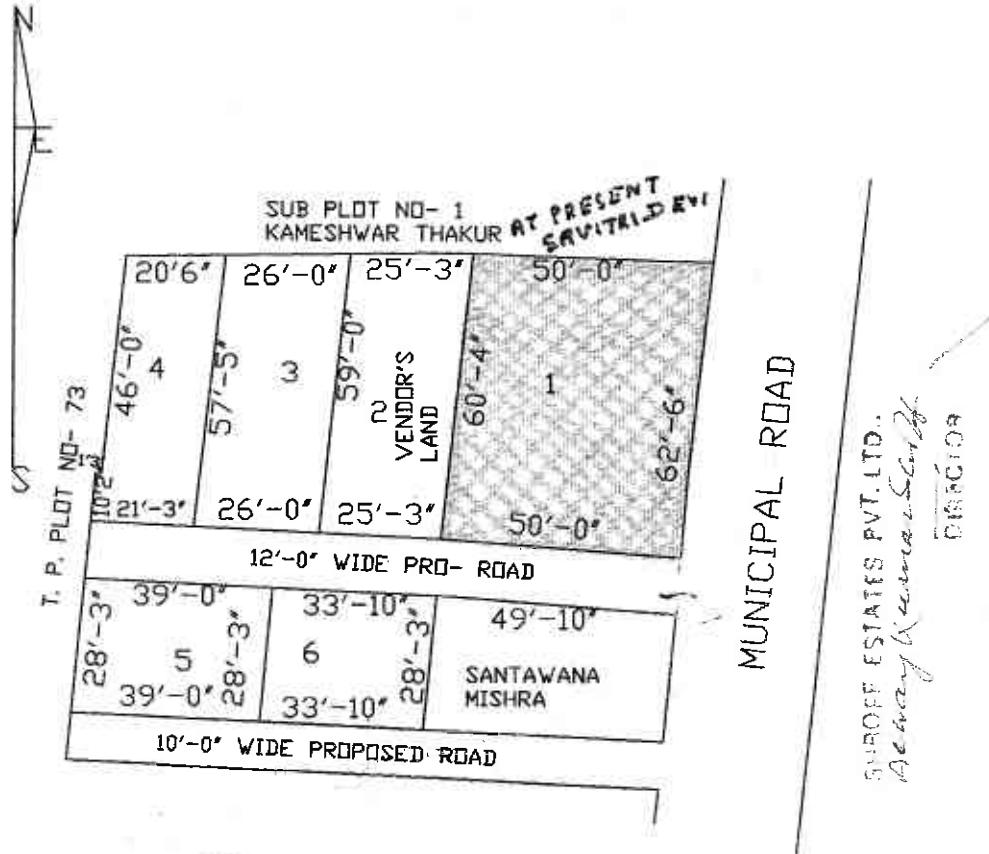 N
E
S
SUB PLOT NO- 1
KAMESHWAR THAKUR
AT PRESENT
SAVITRI DEVI
20'6"
26'-0"
25'-3"
50'-0"
46'-0"
4
57'-5"
3
59'-0"
2
VENDOR'S
LAND
60'-4"
1
62'-6"
T. P. PLOT NO- 73
10'2"
21'-3"
26'-0"
25'-3"
50'-0"
12'-0" WIDE PRO- ROAD
MUNICIPAL ROAD
39'-0"
33'-10"
49'-10"
28'-3"
5
28'-3"
6
28'-3"
SANTAWANA
MISHRA
39'-0"
33'-10"
10'-0" WIDE PROPOSED ROAD
SHROFF ESTATES PVT. LTD.
DIRECTOR